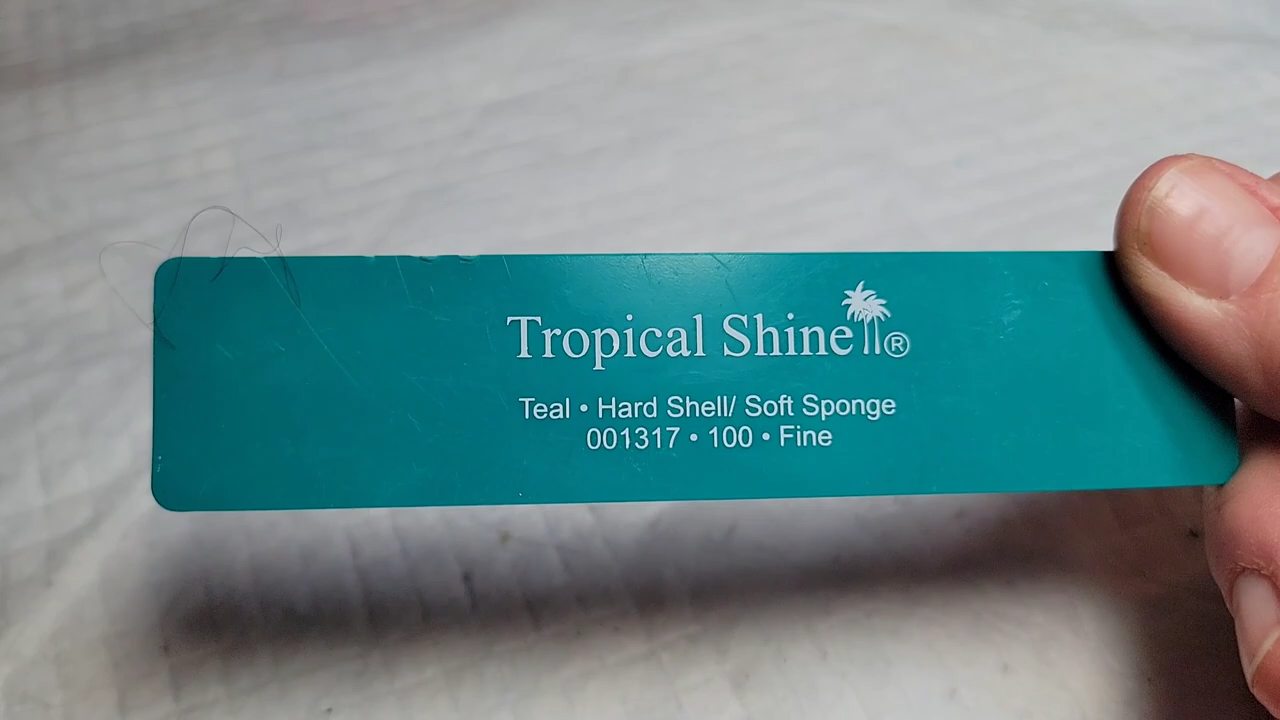 Tropical Shine®
Teal • Hard Shell/ Soft Sponge
001317 • 100 • Fine